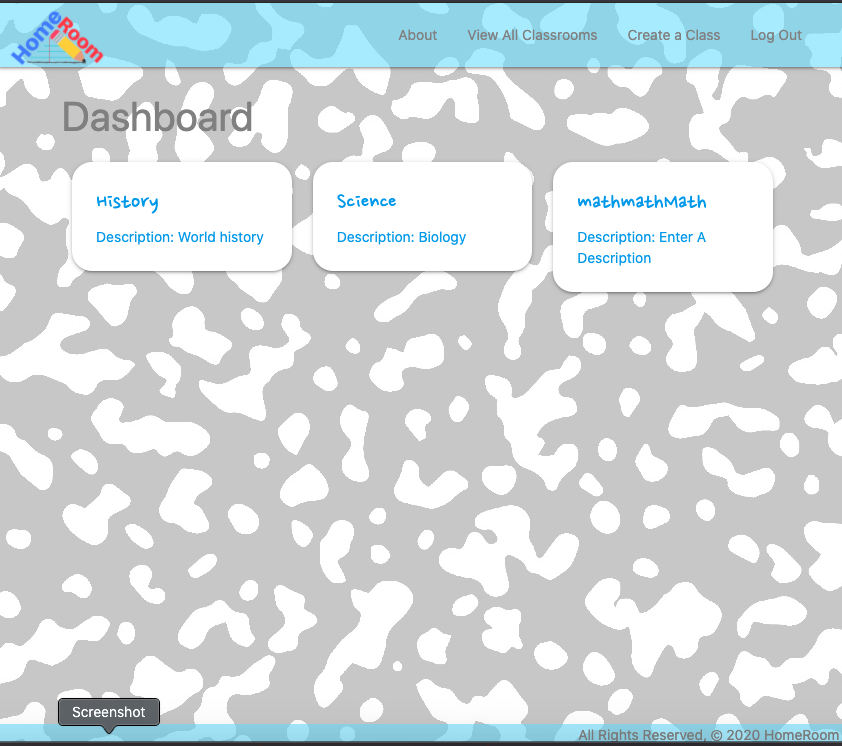 HomeRoom
About View All Classrooms Create a Class Log Out
Dashboard
History
Description: World history
Science
Description: Biology
mathmathMath
Description: Enter A
Description
Screenshot
All Rights Reserved, © 2020 HomeRoom